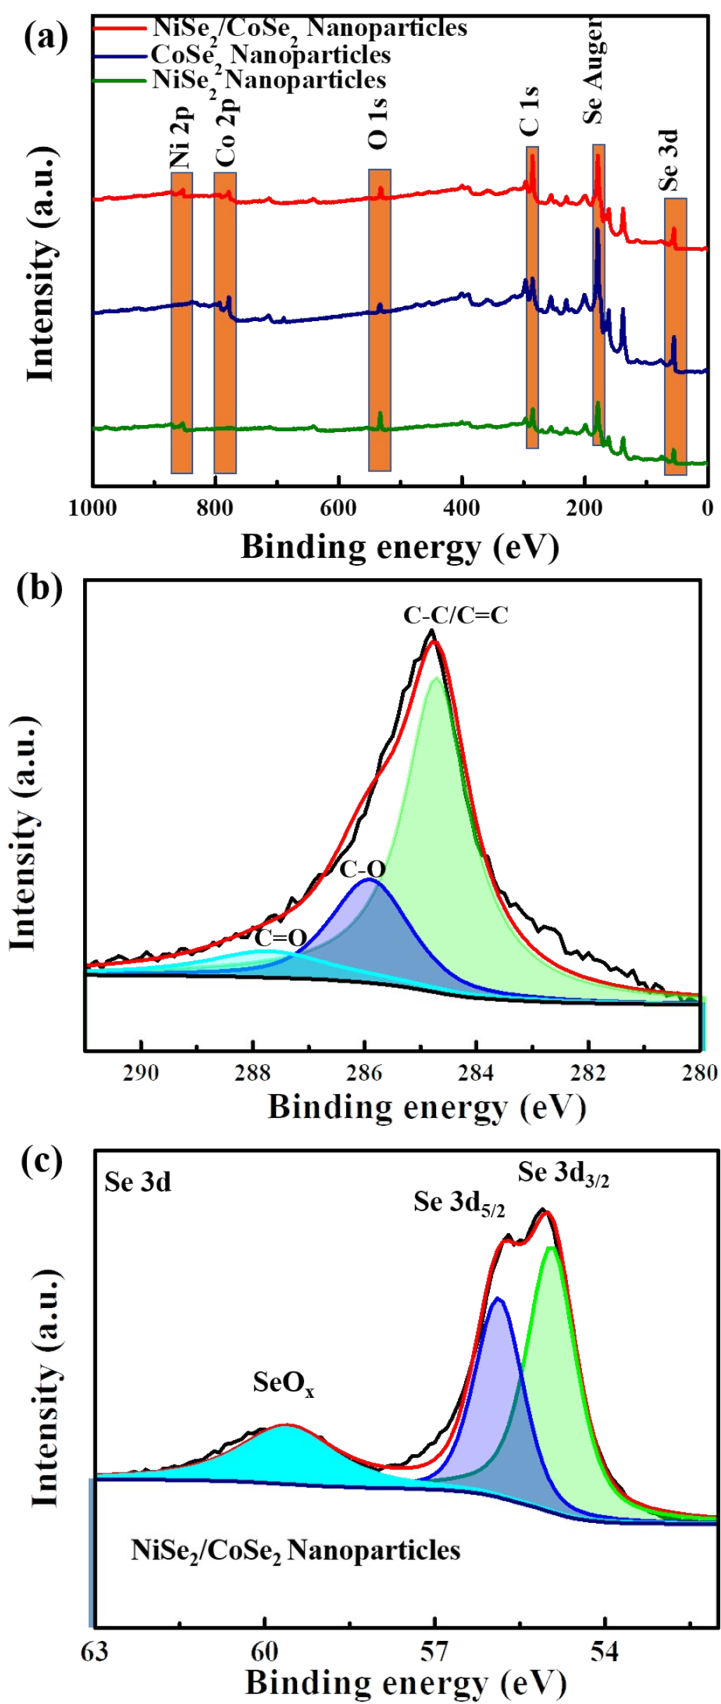 (a)
NiSe2/CoSe2 Nanoparticles
CoSe2 Nanoparticles
NiSe2 Nanoparticles
Ni 2p
Co 2p
O 1s
C 1s
Se Auger
Se 3d
Intensity (a.u.)
1000 800 600 400 200 0
Binding energy (eV)
(b)
C-C/C=C
C-O
C=O
Intensity (a.u.)
290 288 286 284 282 280
Binding energy (eV)
(c)
Se 3d
Se 3d5/2
Se 3d3/2
SeOx
Intensity (a.u.)
NiSe2/CoSe2 Nanoparticles
63 60 57 54
Binding energy (eV)